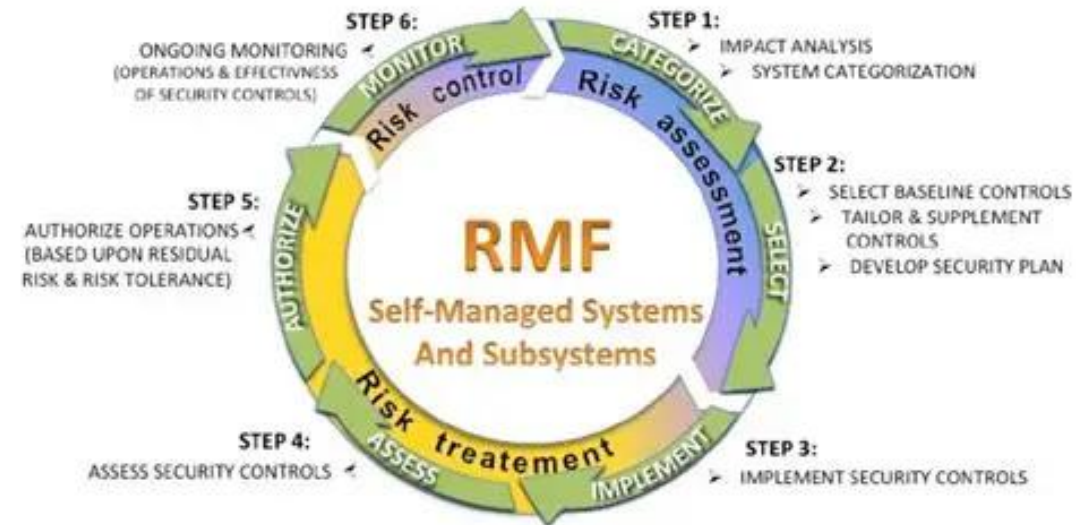 STEP 1:
CATEGORIZE
➢ IMPACT ANALYSIS
➢ SYSTEM CATEGORIZATION
Risk assessment
STEP 2:
SELECT
➢ SELECT BASELINE CONTROLS
➢ TAILOR & SUPPLEMENT
CONTROLS
➢ DEVELOP SECURITY PLAN
STEP 3:
IMPLEMENT
➢ IMPLEMENT SECURITY CONTROLS
Risk treatement
STEP 4:
ASSESS
ASSESS SECURITY CONTROLS
STEP 5:
AUTHORIZE
AUTHORIZE OPERATIONS
(BASED UPON RESIDUAL
RISK & RISK TOLERANCE)
STEP 6:
MONITOR
ONGOING MONITORING
(OPERATIONS & EFFECTIVNESS
OF SECURITY CONTROLS)
Risk control
RMF
Self-Managed Systems
And Subsystems